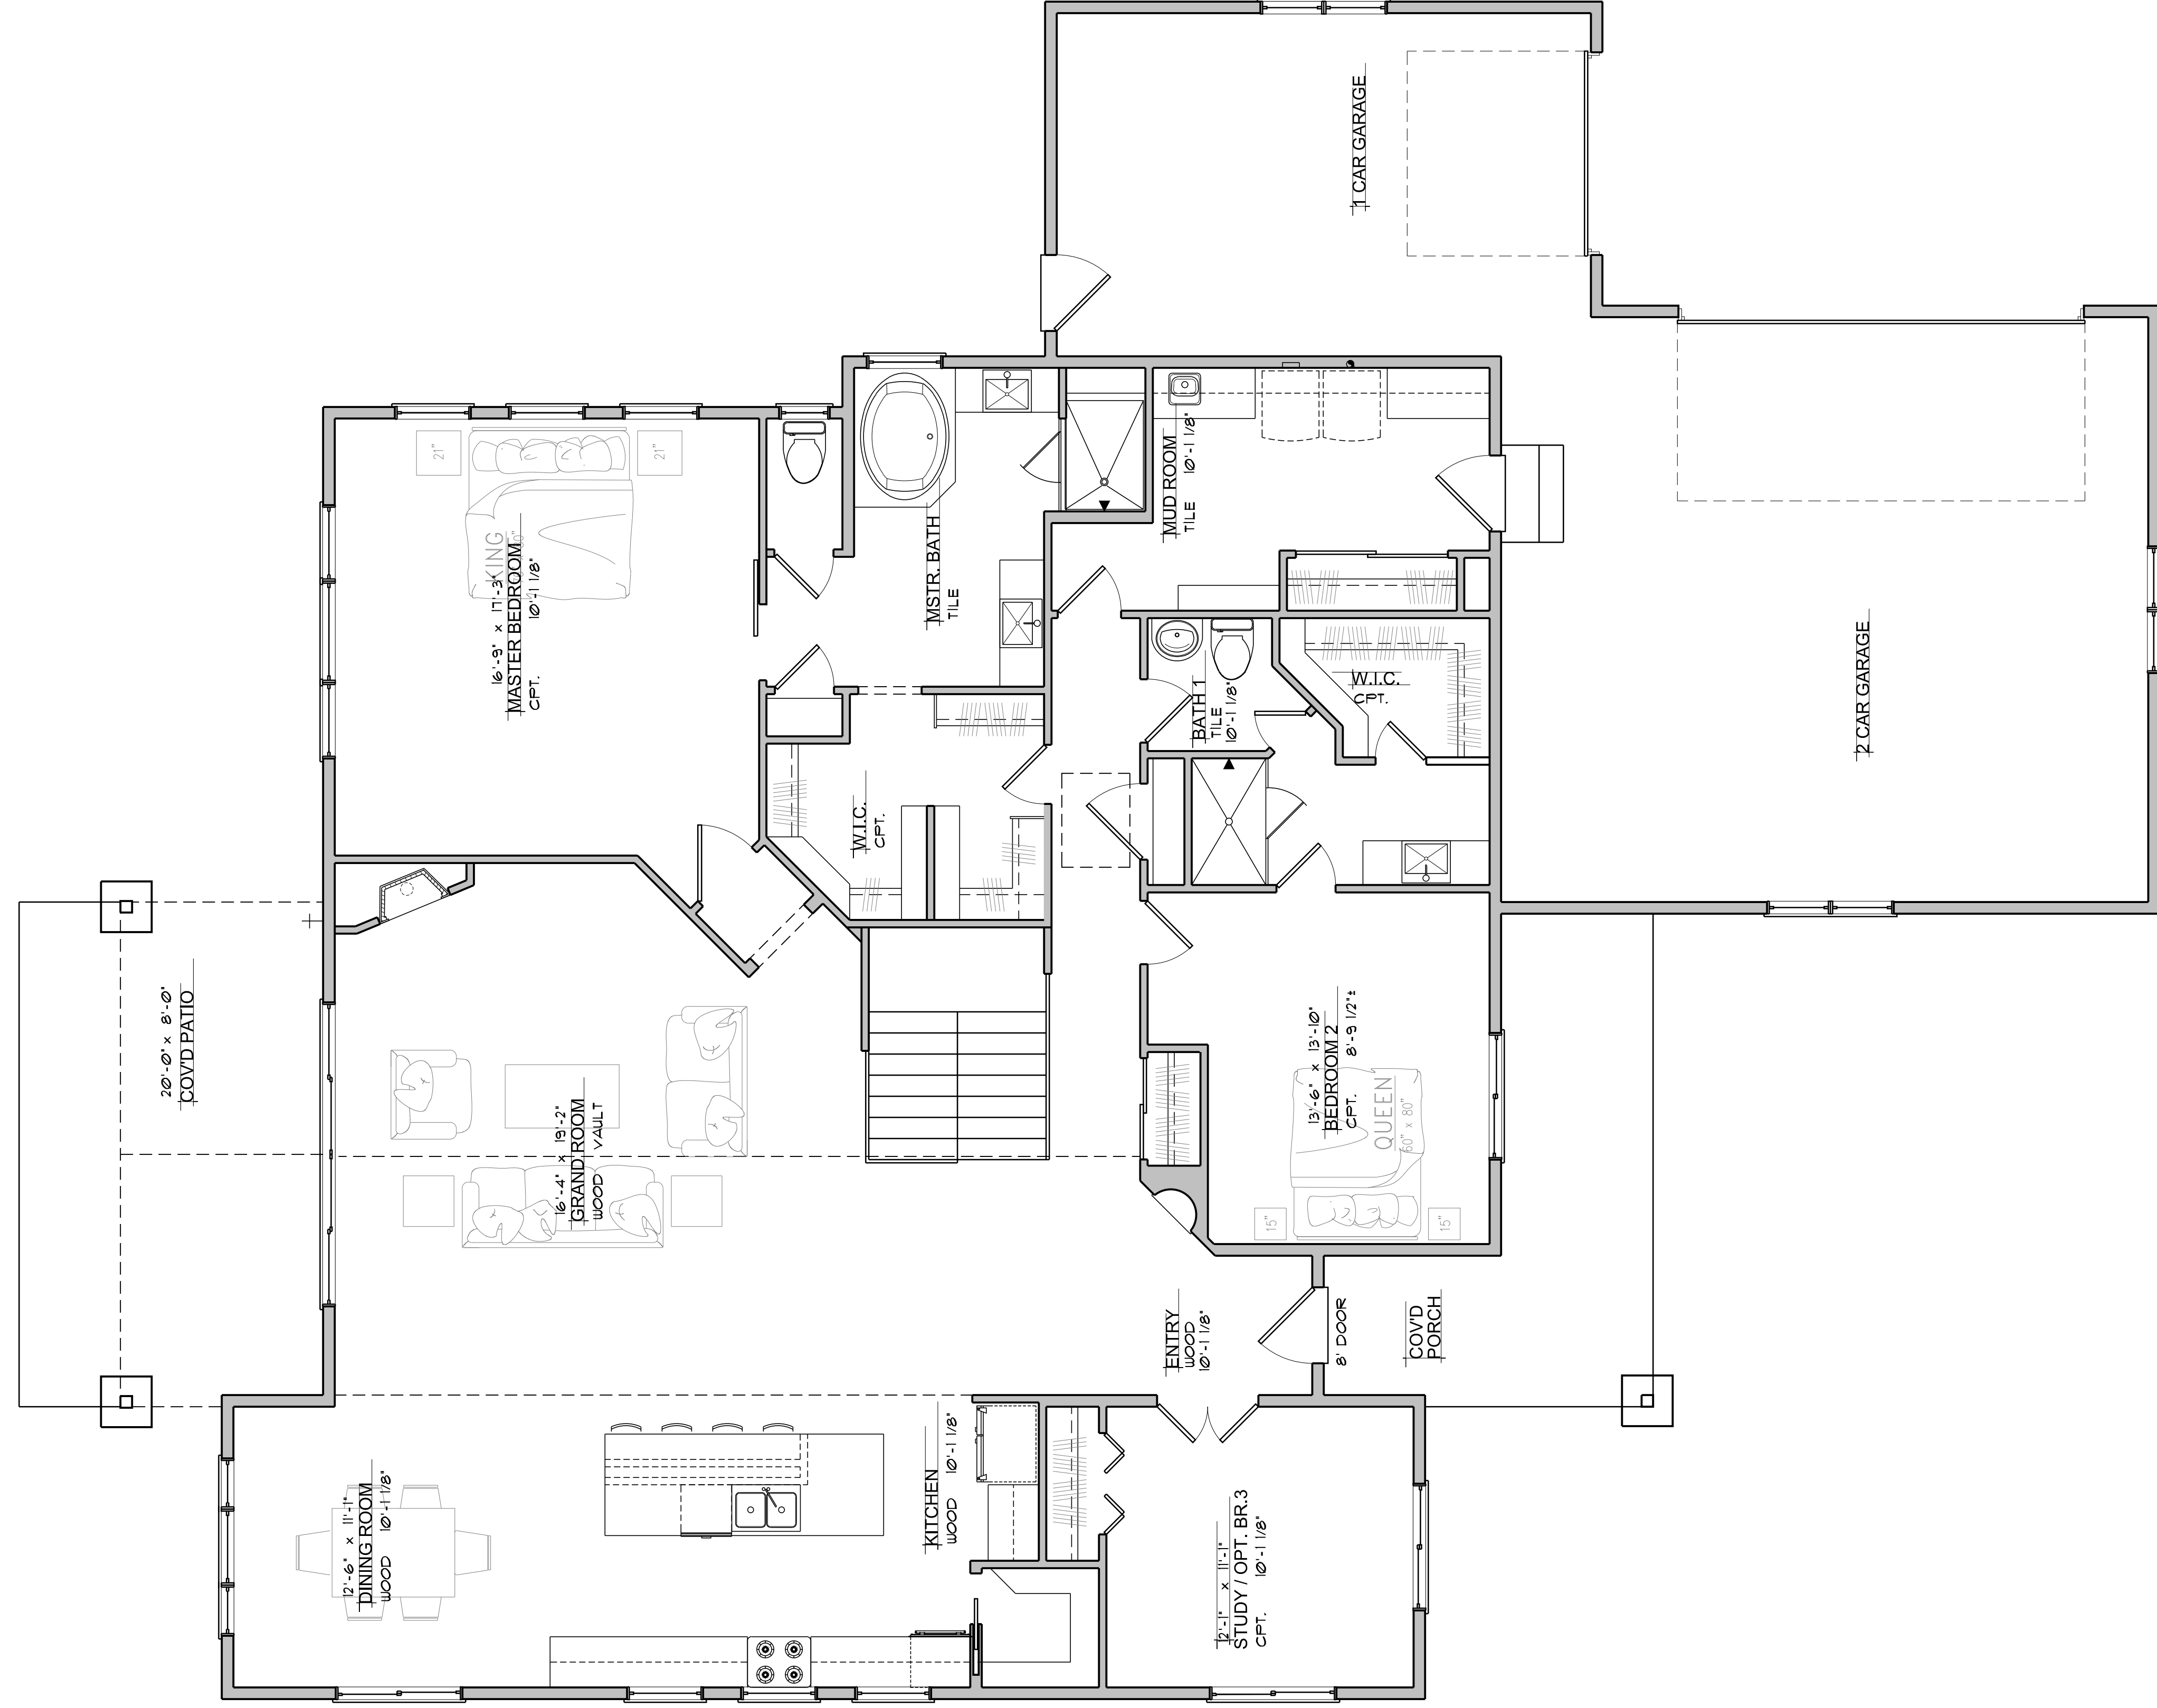 1 CAR GARAGE
2 CAR GARAGE
MUD ROOM
TILE 10'-1 1/8"
MSTR. BATH
TILE
21"
21"
KING
16'-9" x 17'-3"
MASTER BEDROOM
CPT. 10'-1 1/8"
W.I.C.
CPT.
BATH 1
TILE
10'-1 1/8"
W.I.C.
CPT.
20'-0" x 8'-0"
COV'D PATIO
16'-4" x 19'-2"
GRAND ROOM
WOOD VAULT
13'-6" x 13'-10"
BEDROOM 2
CPT. 8'-9 1/2"±
QUEEN
60" x 80"
15"
15"
ENTRY
WOOD
10'-1 1/8"
8' DOOR
COV'D
PORCH
12'-6" x 11'-1"
DINING ROOM
WOOD 10'-1 1/8"
KITCHEN
WOOD 10'-1 1/8"
12'-1" x 11'-1"
STUDY / OPT. BR.3
CPT. 10'-1 1/8"